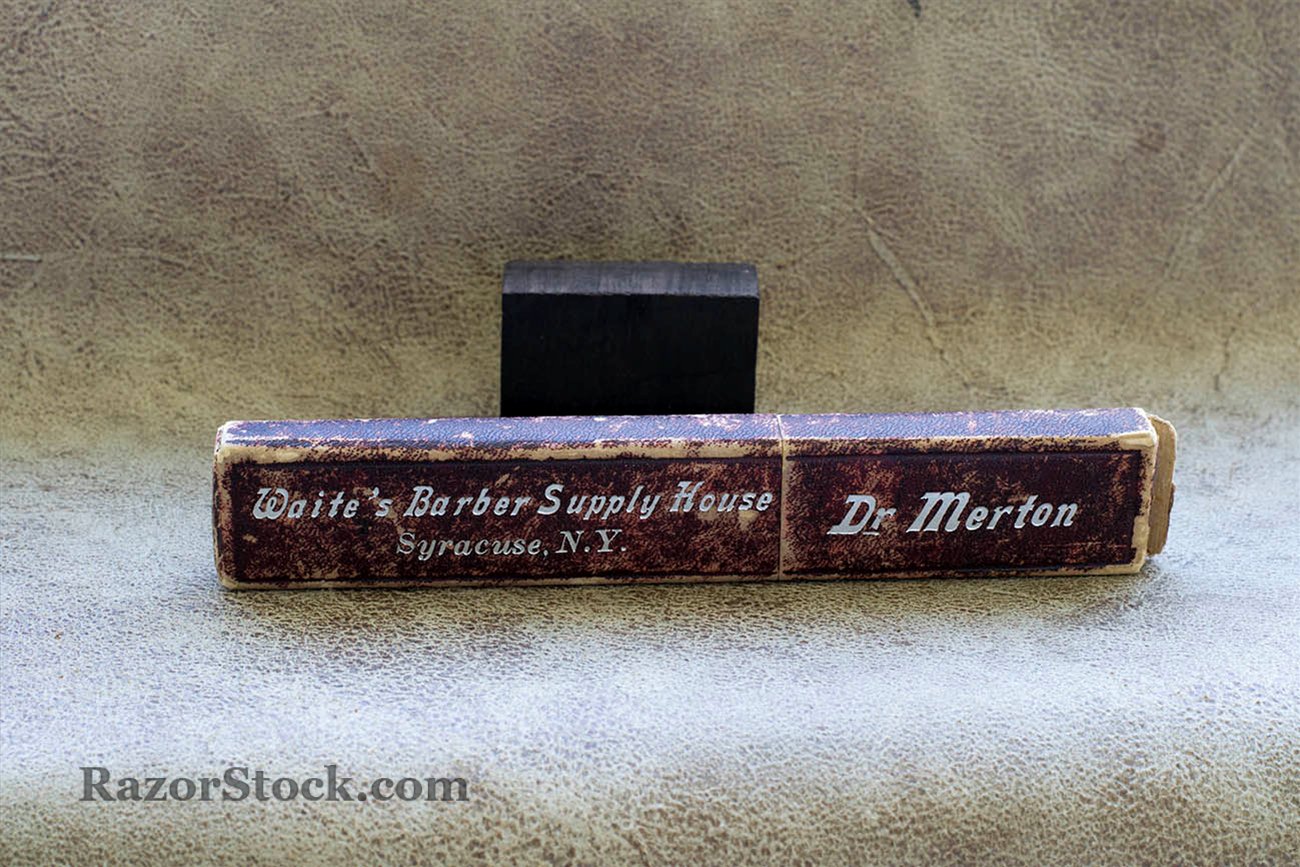 Waite's Barber Supply House
Syracuse, N.Y.
Dr Merton
RazorStock.com